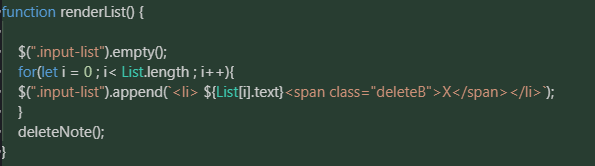 function renderList() {
$(".input-list").empty();
for(let i = 0 ; i< List.length ; i++){
$(".input-list").append(`<li> ${List[i].text}<span class="deleteB">X</span></li>`);
}
deleteNote();
}